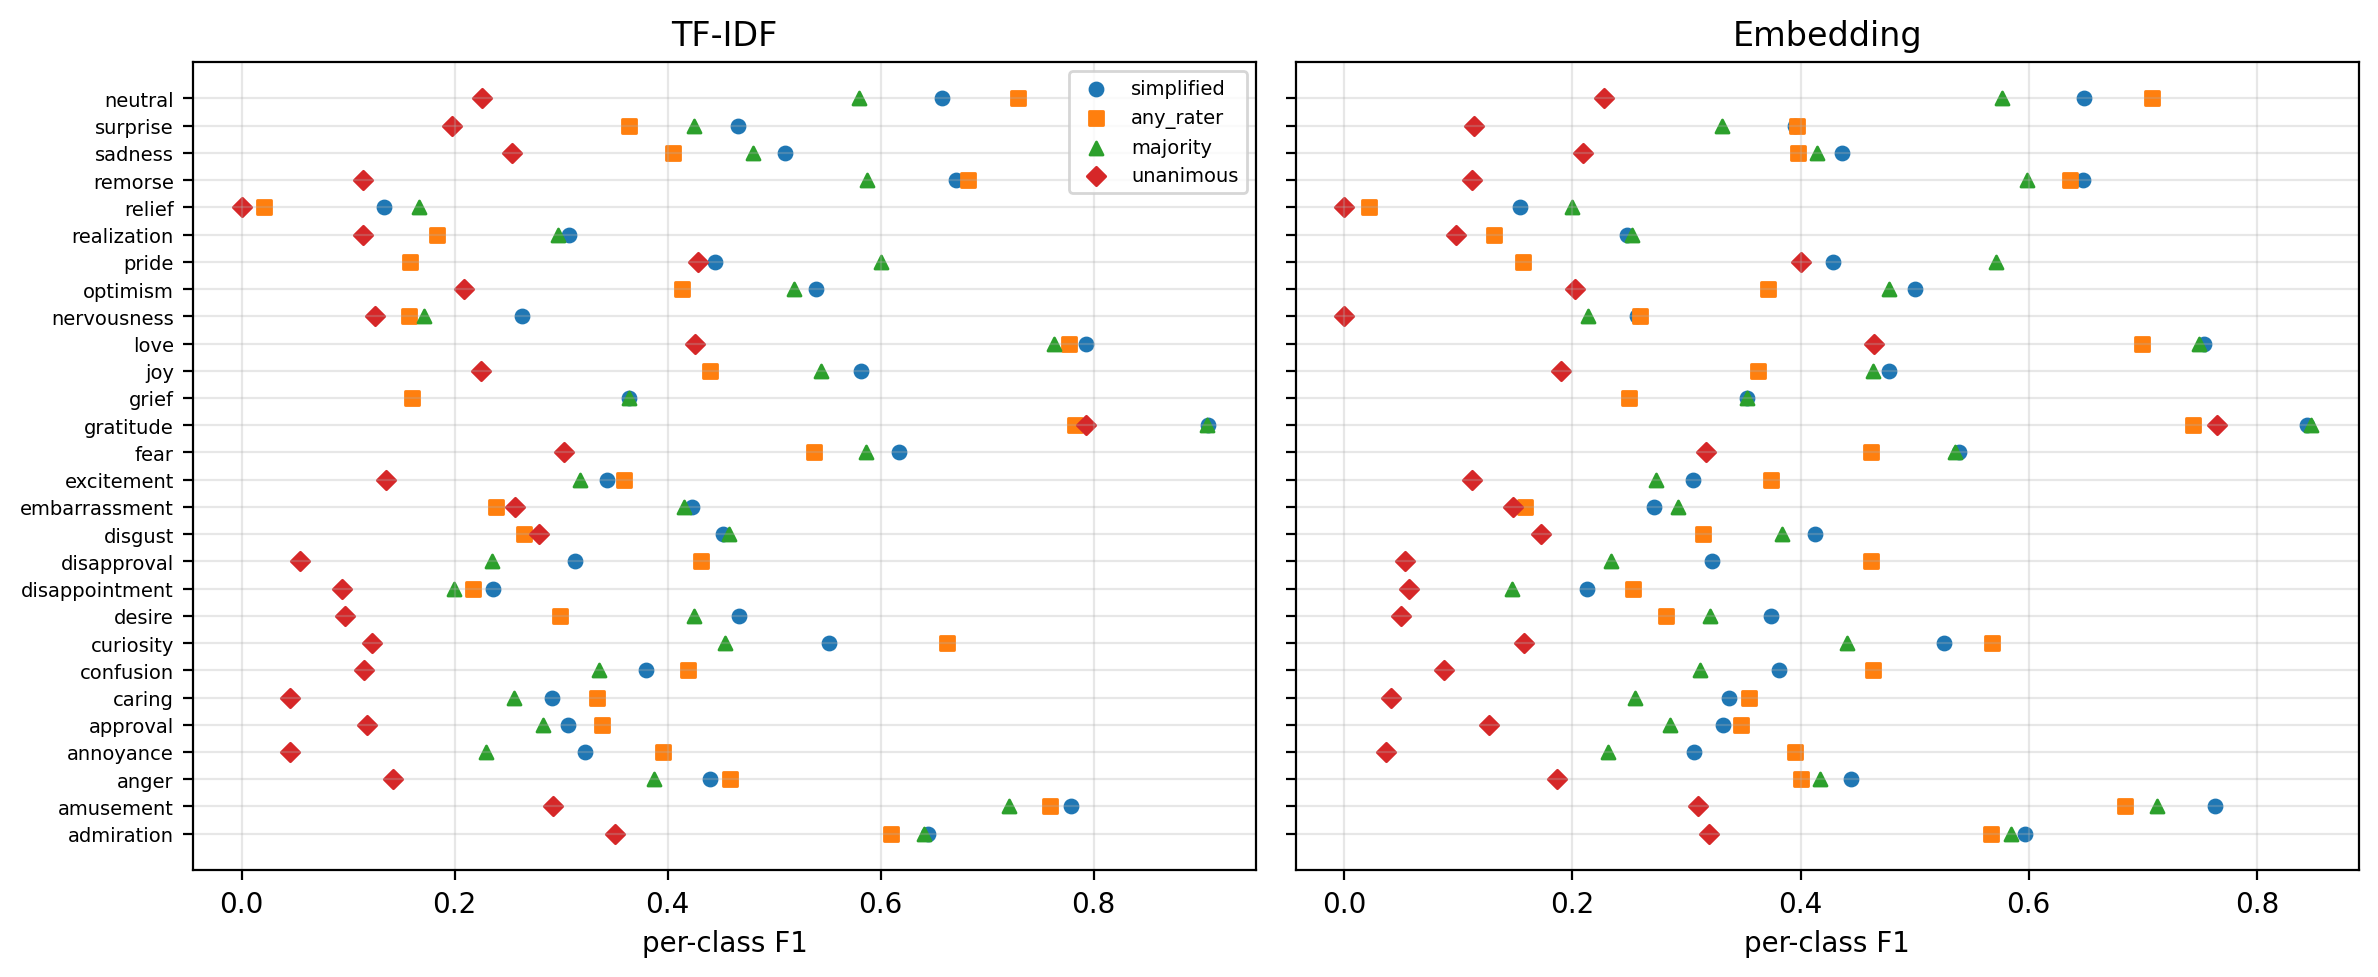 TF-IDF
Embedding
simplified
any_rater
majority
unanimous
neutral
surprise
sadness
remorse
relief
realization
pride
optimism
nervousness
love
joy
grief
gratitude
fear
excitement
embarrassment
disgust
disapproval
disappointment
desire
curiosity
confusion
caring
approval
annoyance
anger
amusement
admiration
0.0 0.2 0.4 0.6 0.8
0.0 0.2 0.4 0.6 0.8
per-class F1
per-class F1